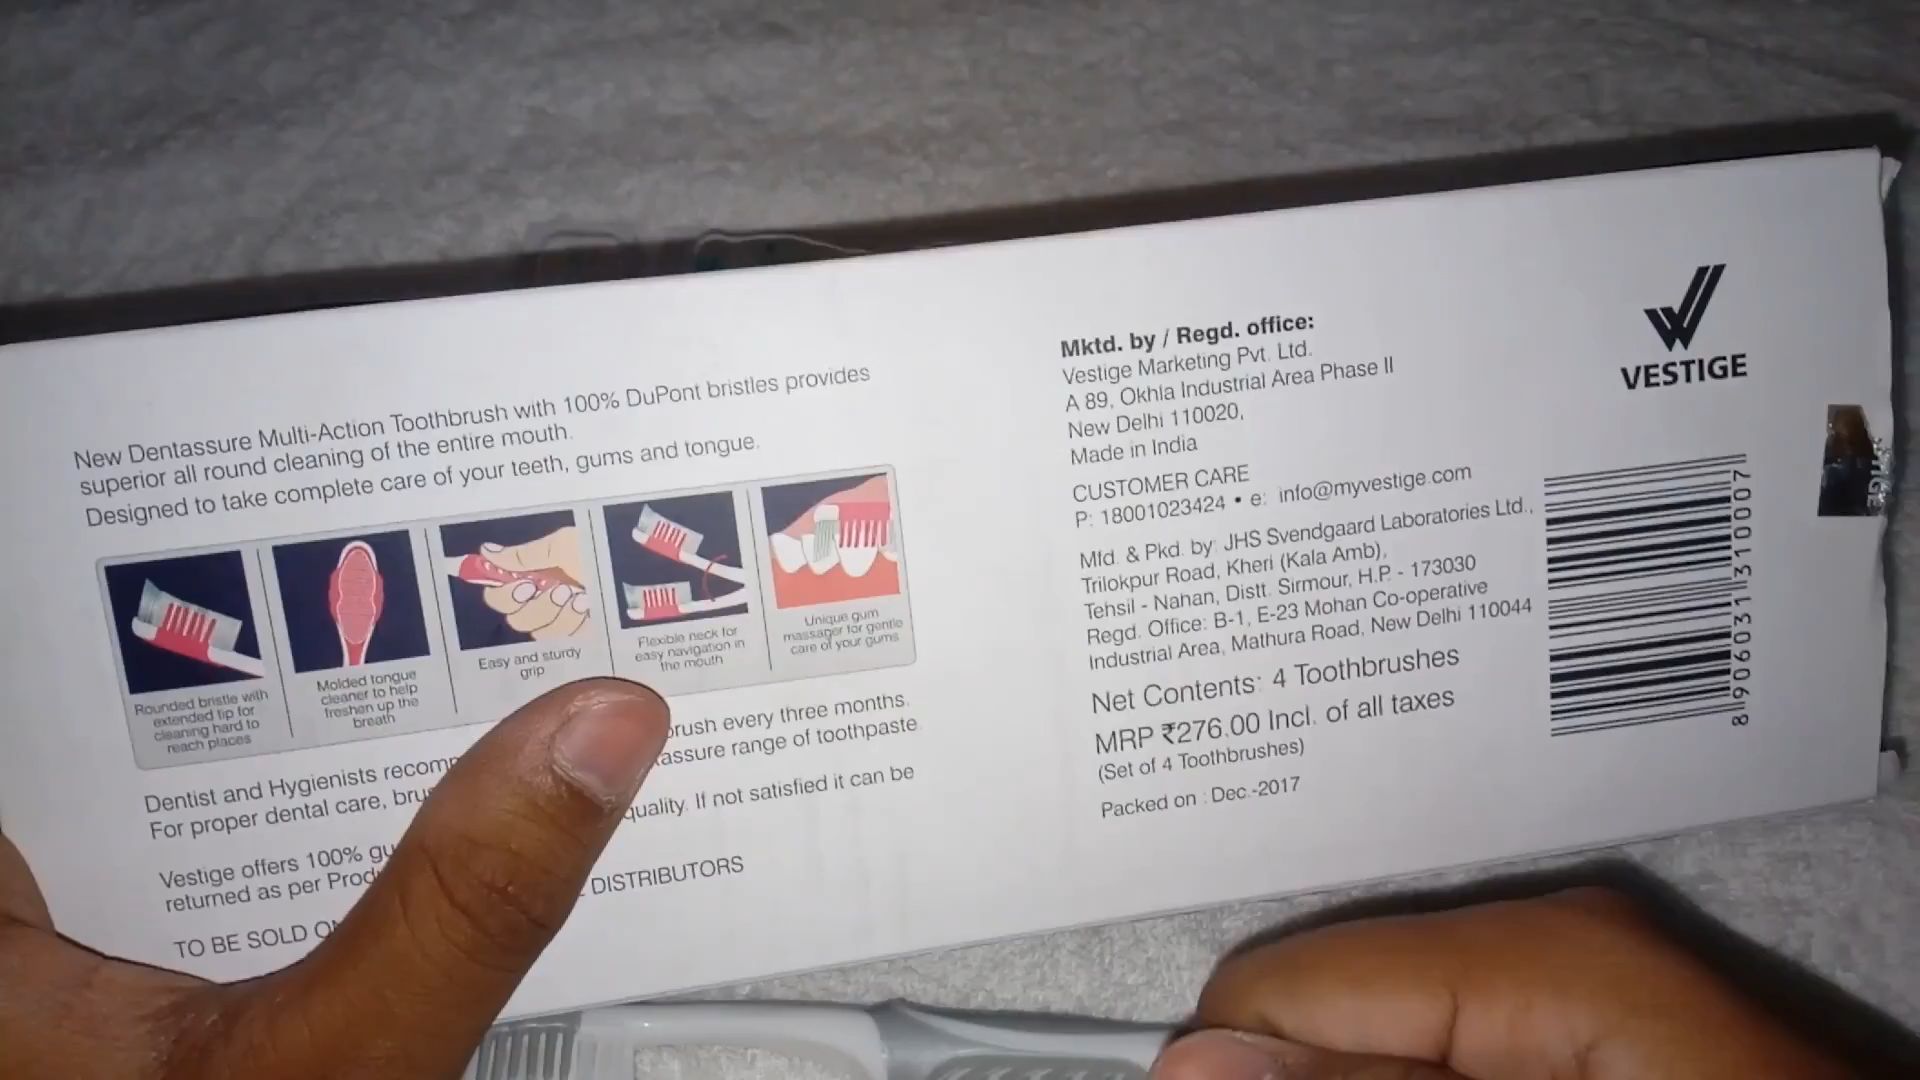 New Dentassure Multi-Action Toothbrush with 100% DuPont bristles provides
superior all round cleaning of the entire mouth.
Designed to take complete care of your teeth, gums and tongue.
Rounded bristle with
extended tip for
cleaning hard to
reach places
Molded tongue
cleaner to help
freshen up the
breath
Easy and sturdy
grip
Flexible neck for
easy navigation in
the mouth
Unique gum
massager for gentle
care of your gums
Dentist and Hygienists recom brush every three months.
For proper dental care, assure range of toothpaste.
Vestige offers 100% quality. If not satisfied it can be
returned as per
TO BE SOLD DISTRIBUTORS
Mktd. by / Regd. office:
Vestige Marketing Pvt. Ltd.
A 89, Okhla Industrial Area Phase II
New Delhi 110020,
Made in India
CUSTOMER CARE
P: 18001023424 • e: info@myvestige.com
Mfd. & Pkd. by: JHS Svendgaard Laboratories Ltd.,
Trilokpur Road, Kheri (Kala Amb),
Tehsil - Nahan, Distt. Sirmour, H.P. - 173030
Regd. Office: B-1, E-23 Mohan Co-operative
Industrial Area, Mathura Road, New Delhi 110044
Net Contents: 4 Toothbrushes
MRP ₹276.00 Incl. of all taxes
(Set of 4 Toothbrushes)
Packed on : Dec.-2017
VESTIGE
8 906031 310007